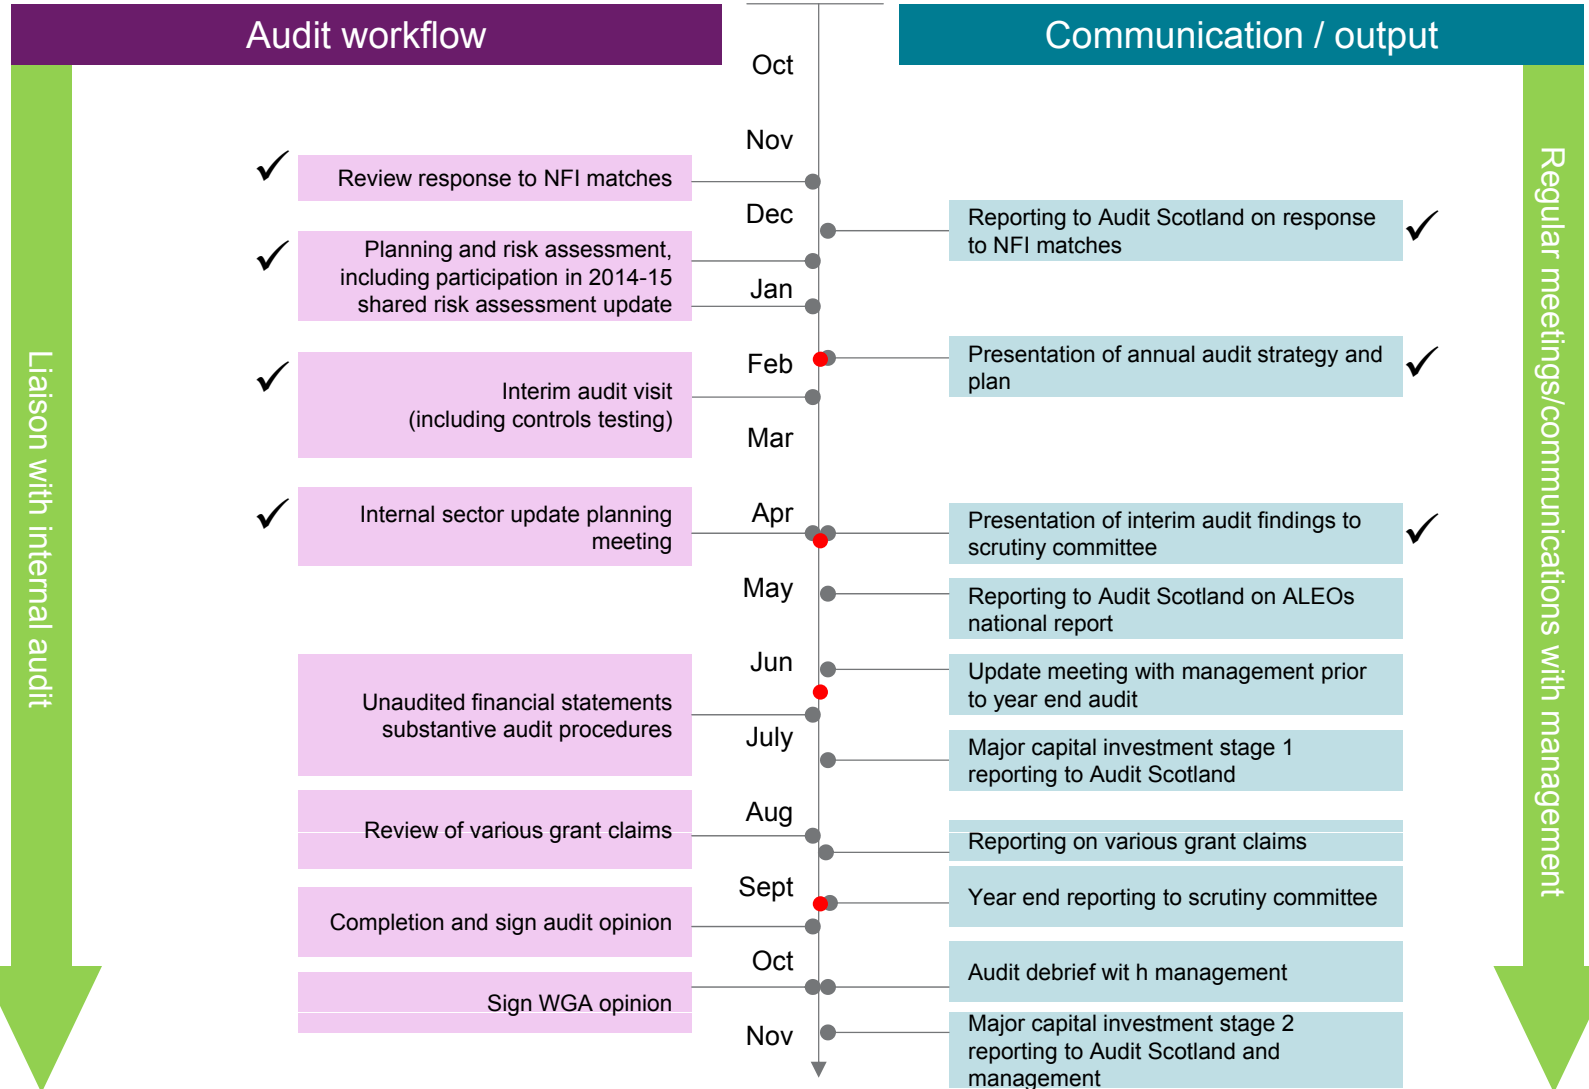 Audit workflow
Communication / output
Liaison with internal audit
Review response to NFI matches
Planning and risk assessment,
including participation in 2014-15
shared risk assessment update
Interim audit visit
(including controls testing)
Internal sector update planning
meeting
Unaudited financial statements
substantive audit procedures
Review of various grant claims
Completion and sign audit opinion
Sign WGA opinion
Oct
Nov
Dec
Jan
Feb
Mar
Apr
May
Jun
July
Aug
Sept
Oct
Nov
Reporting to Audit Scotland on response
to NFI matches
Presentation of annual audit strategy and
plan
Presentation of interim audit findings to
scrutiny committee
Reporting to Audit Scotland on ALEOs
national report
Update meeting with management prior
to year end audit
Major capital investment stage 1
reporting to Audit Scotland
Reporting on various grant claims
Year end reporting to scrutiny committee
Audit debrief wit h management
Major capital investment stage 2
reporting to Audit Scotland and
management
Regular meetings/communications with management